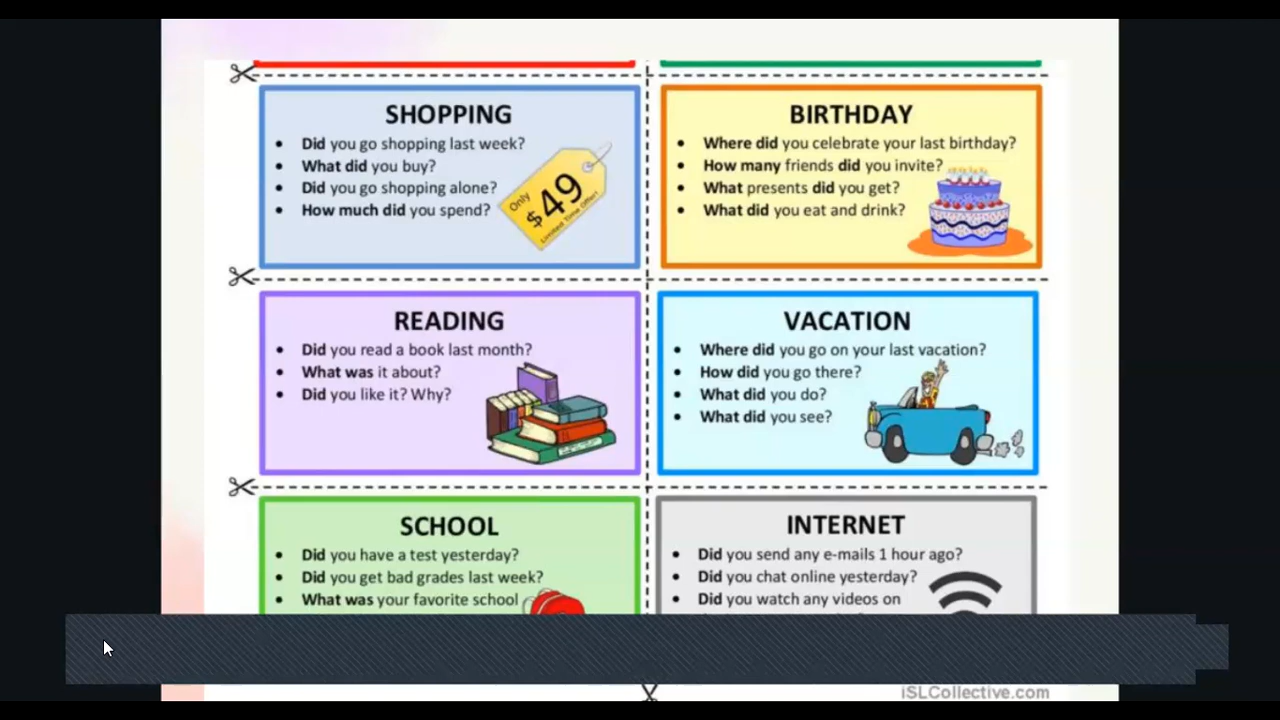 SHOPPING
Did you go shopping last week?
What did you buy?
Did you go shopping alone?
How much did you spend?
Only
$49
Limited Time Offer!
BIRTHDAY
Where did you celebrate your last birthday?
How many friends did you invite?
What presents did you get?
What did you eat and drink?
READING
Did you read a book last month?
What was it about?
Did you like it? Why?
VACATION
Where did you go on your last vacation?
How did you go there?
What did you do?
What did you see?
SCHOOL
Did you have a test yesterday?
Did you get bad grades last week?
What was your favorite school
INTERNET
Did you send any e-mails 1 hour ago?
Did you chat online yesterday?
Did you watch any videos on
iSLCollective.com